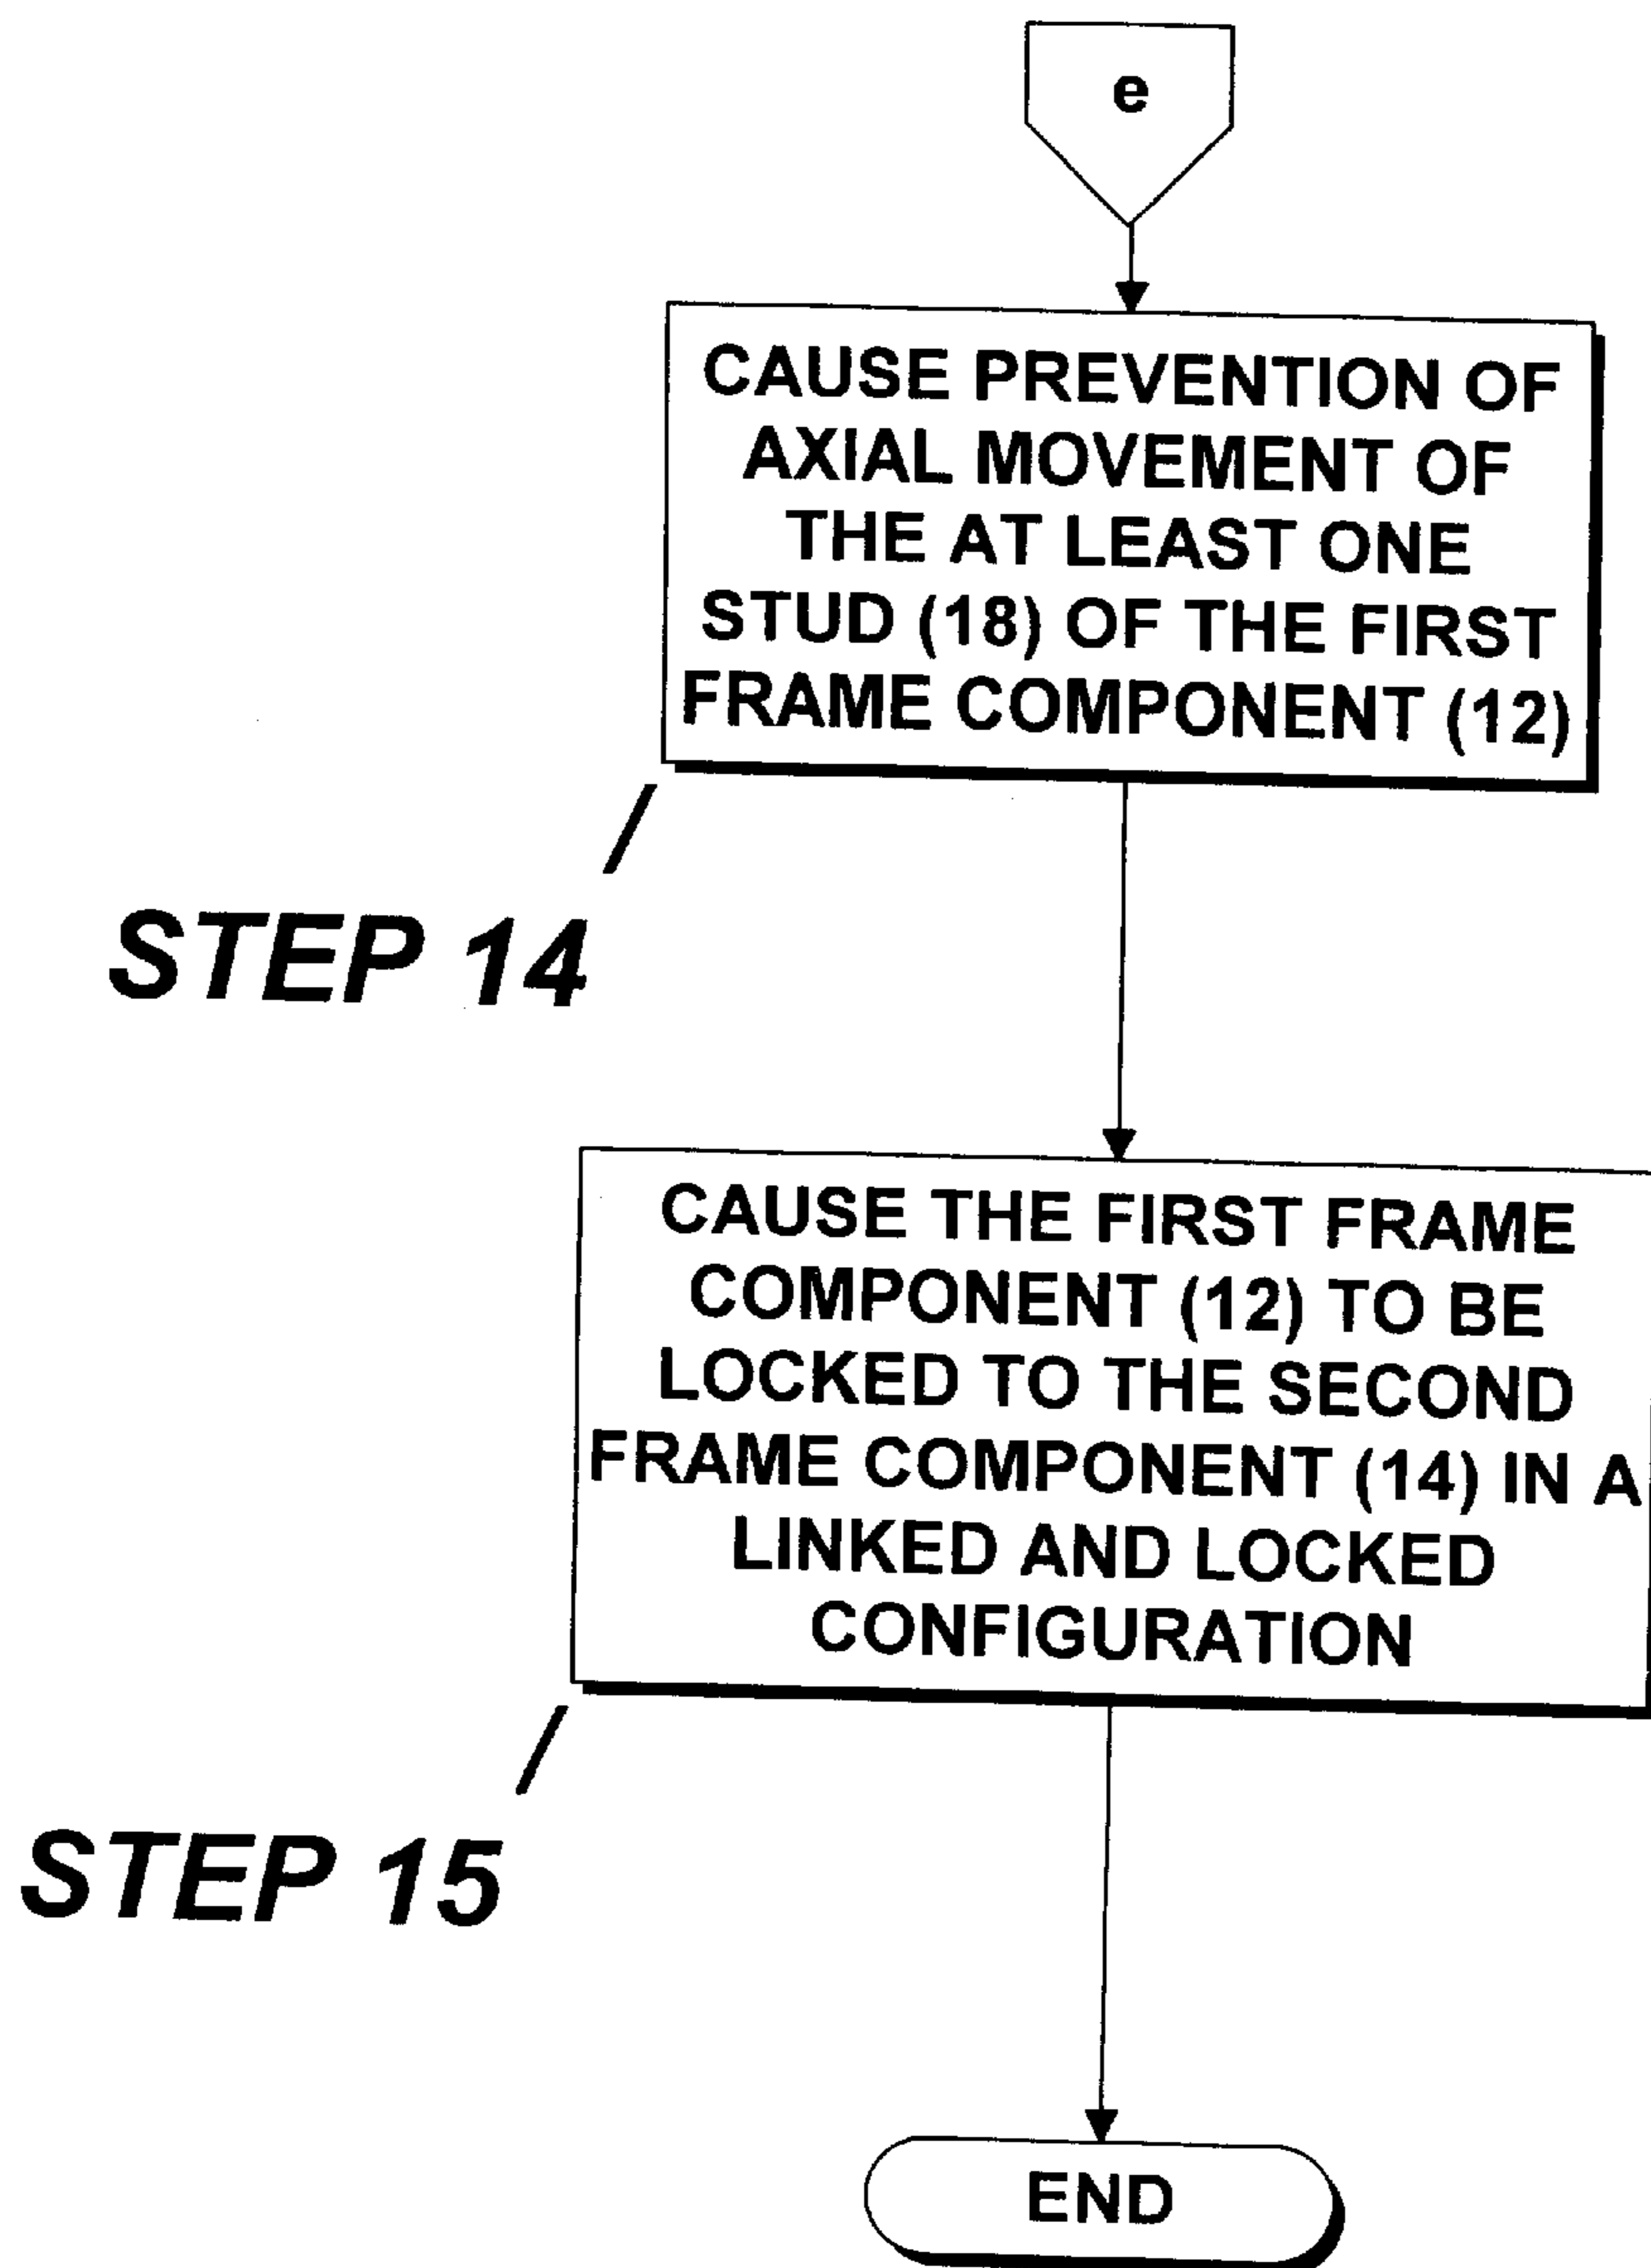 e
CAUSE PREVENTION OF
AXIAL MOVEMENT OF
THE AT LEAST ONE
STUD (18) OF THE FIRST
FRAME COMPONENT (12)
STEP 14
CAUSE THE FIRST FRAME
COMPONENT (12) TO BE
LOCKED TO THE SECOND
FRAME COMPONENT (14) IN A
LINKED AND LOCKED
CONFIGURATION
STEP 15
END